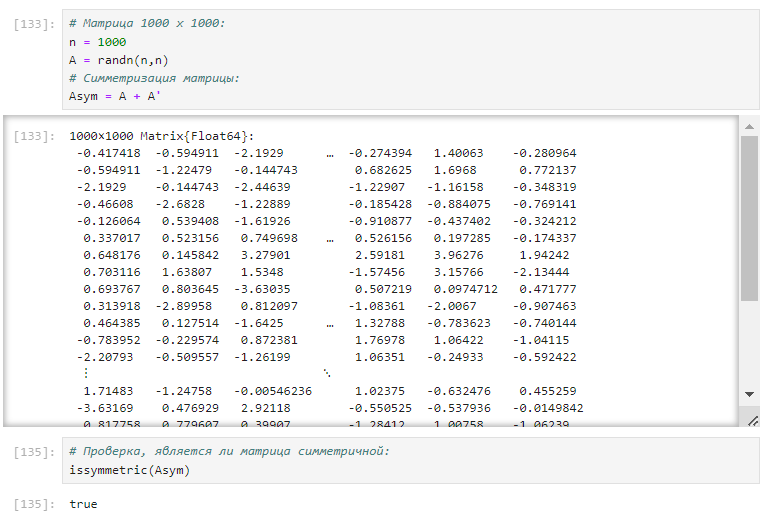 [133]: # Матрица 1000 x 1000:
n = 1000
A = randn(n,n)
# Симметризация матрицы:
Asym = A + A'
[133]: 1000×1000 Matrix{Float64}:
-0.417418 -0.594911 -2.1929 … -0.274394 1.40063 -0.280964
-0.594911 -1.22479 -0.144743 0.682625 1.6968 0.772137
-2.1929 -0.144743 -2.44639 -1.22907 -1.16158 -0.348319
-0.46608 -2.6828 -1.22889 -0.185428 -0.884075 -0.769141
-0.126064 0.539408 -1.61926 -0.910877 -0.437402 -0.324212
0.337017 0.523156 0.749698 … 0.526156 0.197285 -0.174337
0.648176 0.145842 3.27901 2.59181 3.96276 1.94242
0.703116 1.63807 1.5348 -1.57456 3.15766 -2.13444
0.693767 0.803645 -3.63035 0.507219 0.0974712 0.471777
0.313918 -2.89958 0.812097 -1.08361 -2.0067 -0.907463
0.464385 0.127514 -1.6425 … 1.32788 -0.783623 -0.740144
-0.783952 -0.229574 0.872381 1.76978 1.06422 -1.04115
-2.20793 -0.509557 -1.26199 1.06351 -0.24933 -0.592422
⋮ ⋱
1.71483 -1.24758 -0.00546236 1.02375 -0.632476 0.455259
-3.63169 0.476929 2.92118 -0.550525 -0.537936 -0.0149842
0.817758 0.779607 0.39907 -1.28412 1.00758 -1.06239
[135]: # Проверка, является ли матрица симметричной:
issymmetric(Asym)
[135]: true